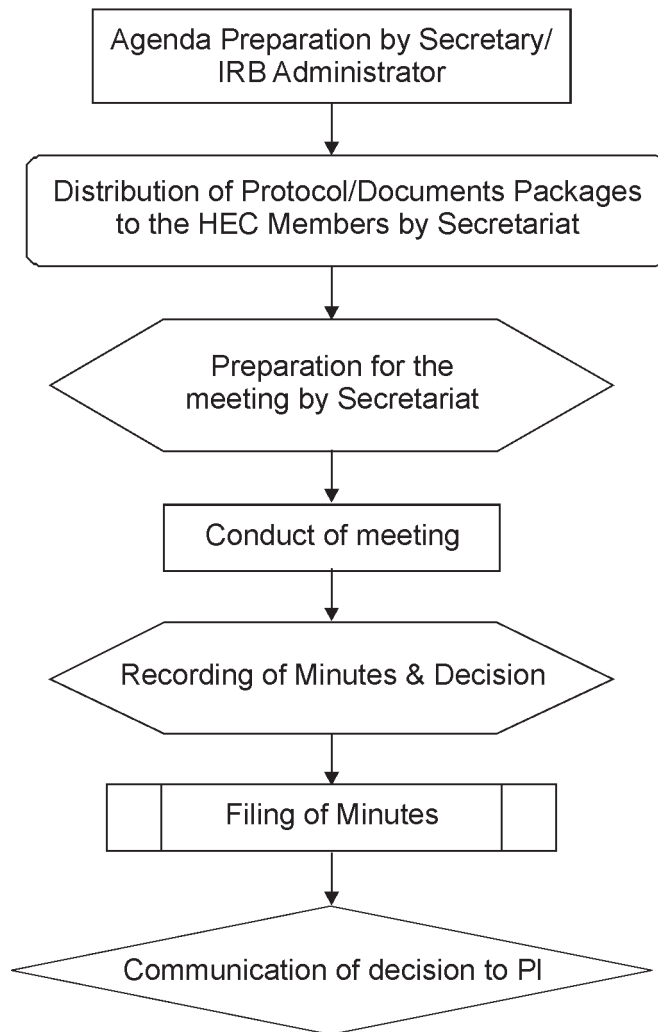 Agenda Preparation by Secretary/
IRB Administrator
Distribution of Protocol/Documents Packages
to the HEC Members by Secretariat
Preparation for the
meeting by Secretariat
Conduct of meeting
Recording of Minutes & Decision
Filing of Minutes
Communication of decision to PI